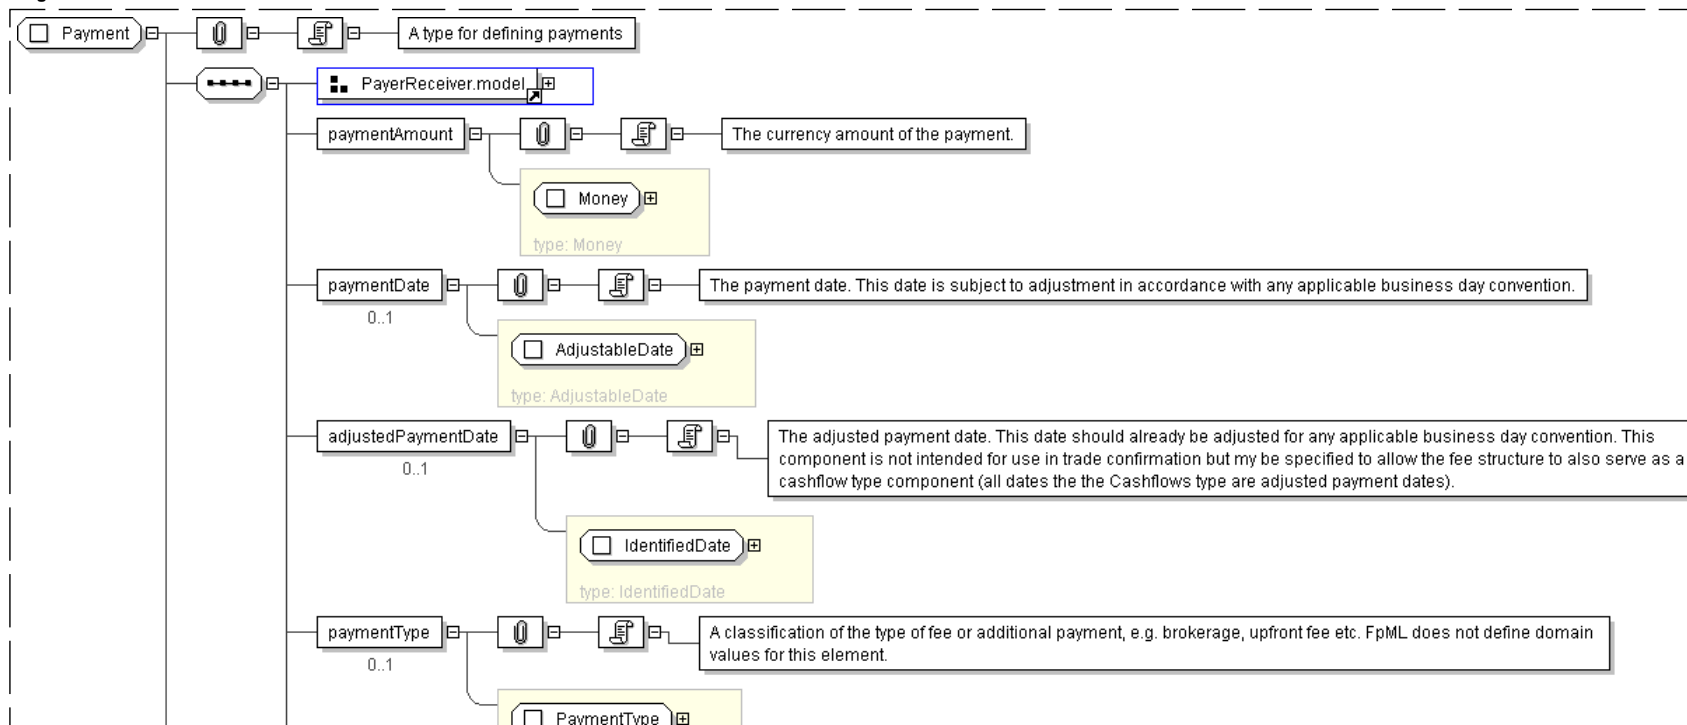 Payment
A type for defining payments
PayerReceiver.model
paymentAmount
The currency amount of the payment.
Money
type: Money
paymentDate
The payment date. This date is subject to adjustment in accordance with any applicable business day convention.
0..1
AdjustableDate
type: AdjustableDate
adjustedPaymentDate
The adjusted payment date. This date should already be adjusted for any applicable business day convention. This
component is not intended for use in trade confirmation but my be specified to allow the fee structure to also serve as a
cashflow type component (all dates the the Cashflows type are adjusted payment dates).
0..1
IdentifiedDate
type: IdentifiedDate
paymentType
A classification of the type of fee or additional payment, e.g. brokerage, upfront fee etc. FpML does not define domain
values for this element.
0..1
PaymentType